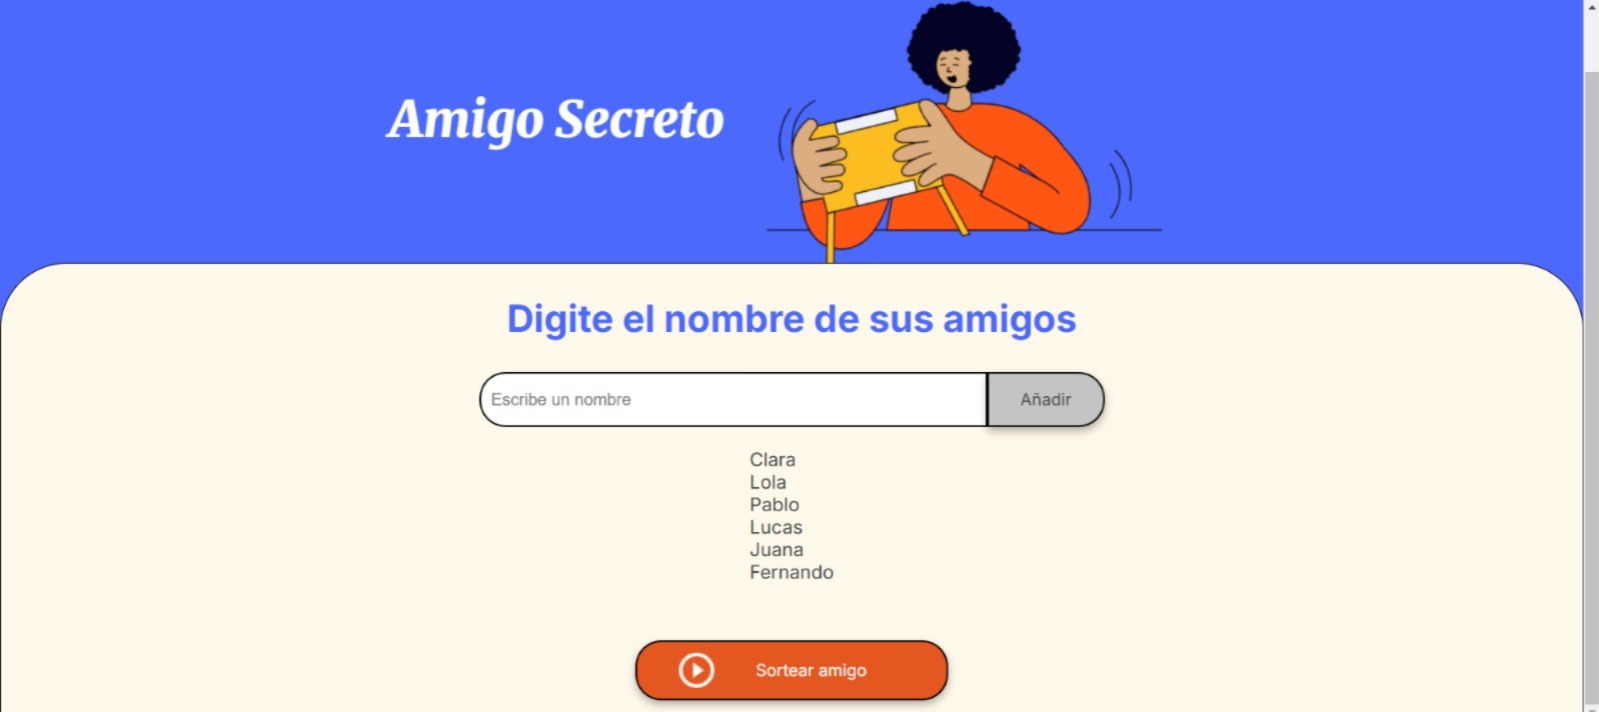 Amigo Secreto
Digite el nombre de sus amigos
Escribe un nombre
Añadir
Clara
Lola
Pablo
Lucas
Juana
Fernando
Sortear amigo